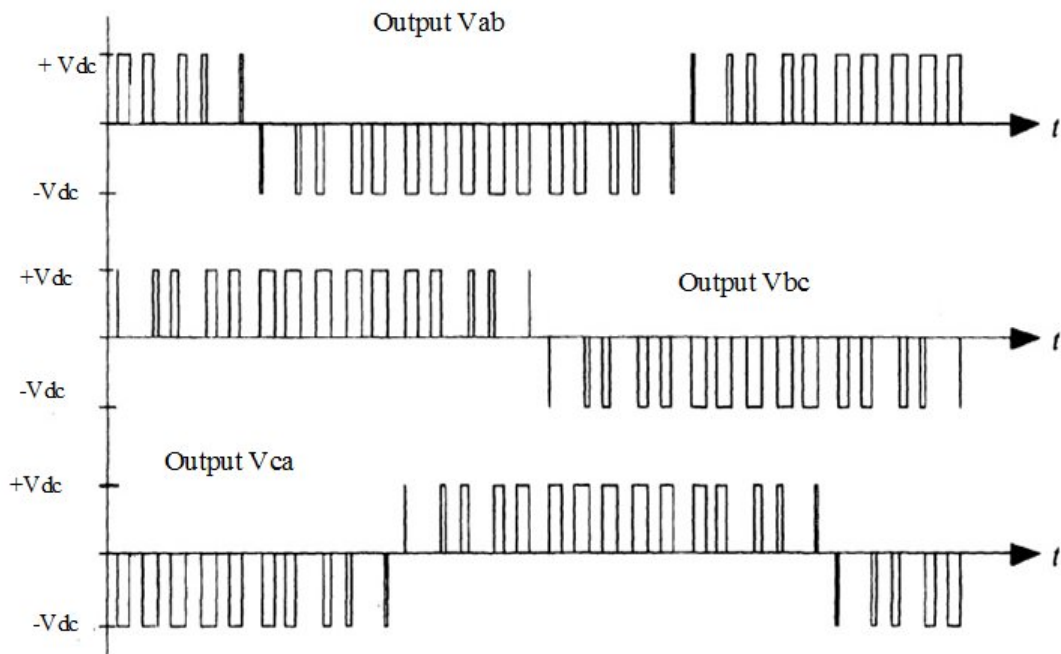 Output Vab
+ Vdc
t
-Vdc
+Vdc
Output Vbc
t
-Vdc
Output Vca
+Vdc
t
-Vdc